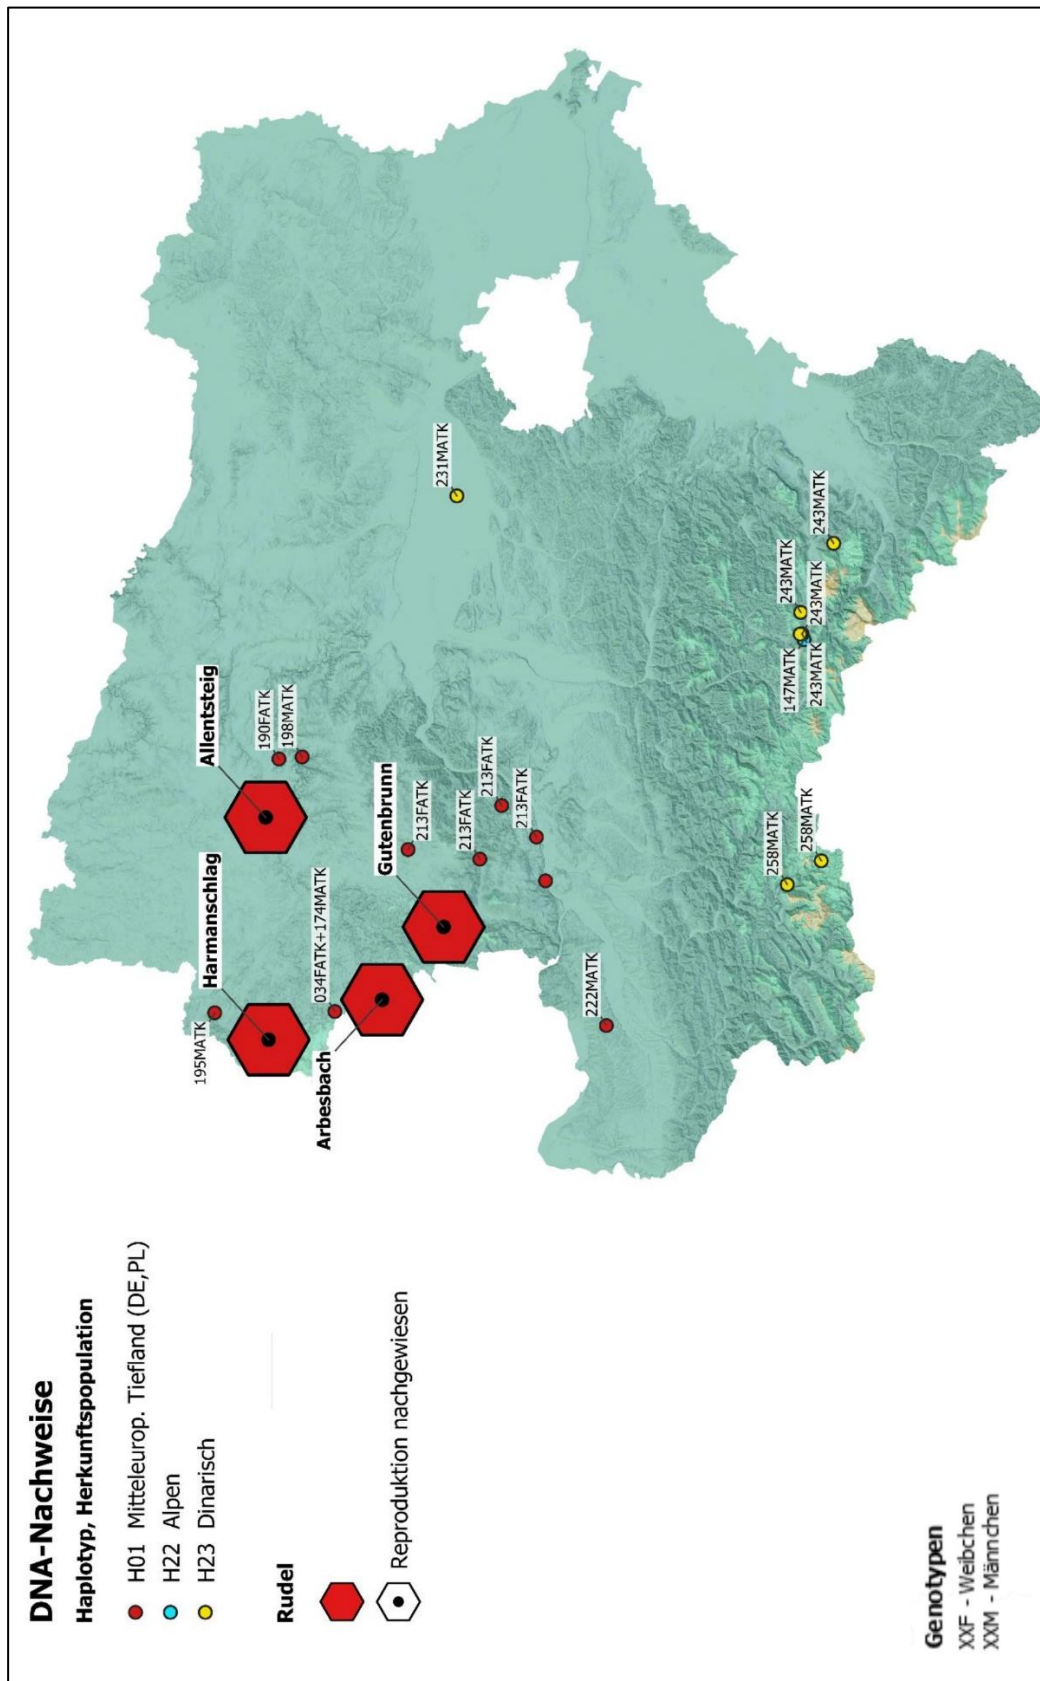 DNA-Nachweise
Haplotyp, Herkunftspopulation
H01 Mitteleurop. Tiefland (DE,PL)
H22 Alpen
H23 Dinarisch
Rudel
Reproduktion nachgewiesen
Genotypen
XXF - Weibchen
XXM - Männchen
195MATK
Harmanschlag
Allentsteig
190FATK
198MATK
034FATK+174MATK
Arbesbach
Gutenbrunn
213FATK
213FATK
213FATK
213FATK
231MATK
222MATK
258MATK
258MATK
147MATK
243MATK
243MATK
243MATK
243MATK